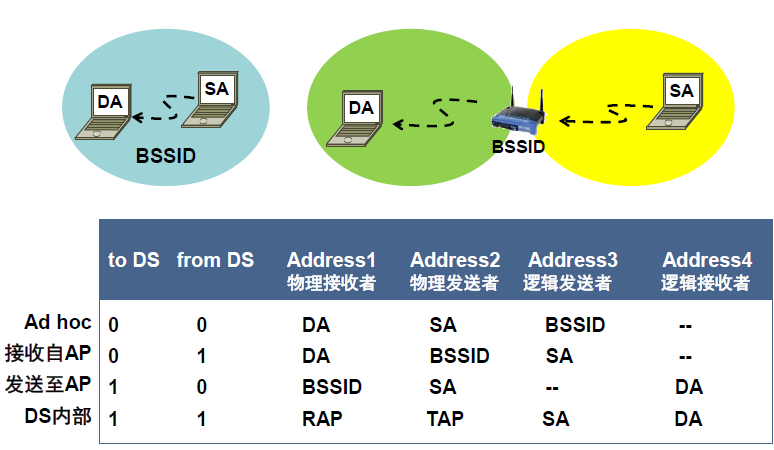 DA
SA
BSSID
DA
BSSID
SA
to DS from DS Address1 Address2 Address3 Address4
物理接收者 物理发送者 逻辑发送者 逻辑接收者
Ad hoc 0 0 DA SA BSSID --
接收自AP 0 1 DA BSSID SA --
发送至AP 1 0 BSSID SA -- DA
DS内部 1 1 RAP TAP SA DA